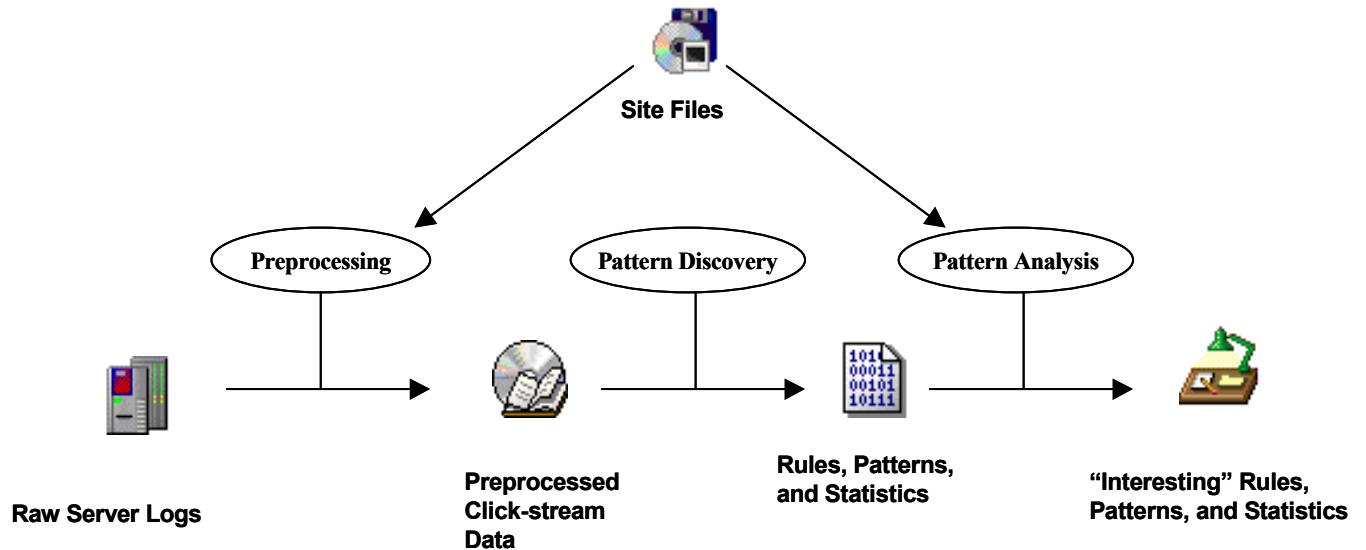 Site Files
Preprocessing
Pattern Discovery
Pattern Analysis
1010
00011
00101
10111
Raw Server Logs
Preprocessed
Click-stream
Data
Rules, Patterns,
and Statistics
“Interesting” Rules,
Patterns, and Statistics